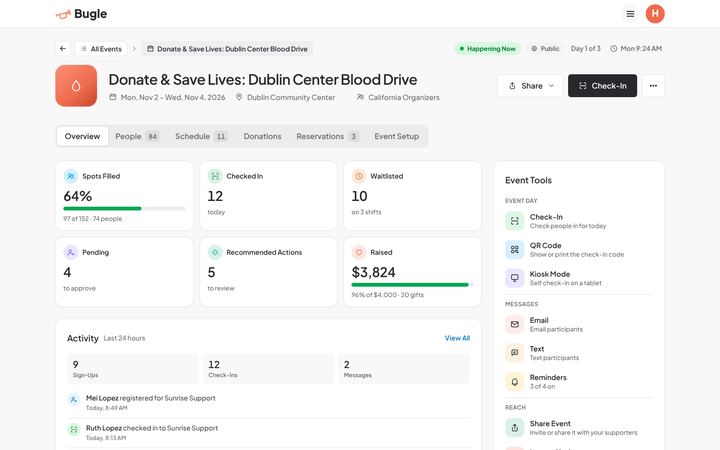 Bugle
H
All Events
Donate & Save Lives: Dublin Center Blood Drive
Happening Now
Public
Day 1 of 3
Mon 9:24 AM
Donate & Save Lives: Dublin Center Blood Drive
Mon, Nov 2 – Wed, Nov 4, 2026
Dublin Community Center
California Organizers
Share
Check-In
Overview
People 84
Schedule 11
Donations
Reservations 3
Event Setup
Spots Filled
64%
97 of 152 · 74 people
Checked In
12
today
Waitlisted
10
on 3 shifts
Pending
4
to approve
Recommended Actions
5
to review
Raised
$3,824
96% of $4,000 · 20 gifts
Activity
Last 24 hours
View All
9
Sign-Ups
12
Check-Ins
2
Messages
Mei Lopez registered for Sunrise Support
Today, 8:49 AM
Ruth Lopez checked in to Sunrise Support
Today, 8:13 AM
Event Tools
EVENT DAY
Check-In
Check people in for today
QR Code
Show or print the check-in code
Kiosk Mode
Self check-in on a tablet
MESSAGES
Email
Email participants
Text
Text participants
Reminders
3 of 4 on
REACH
Share Event
Invite or share it with your supporters